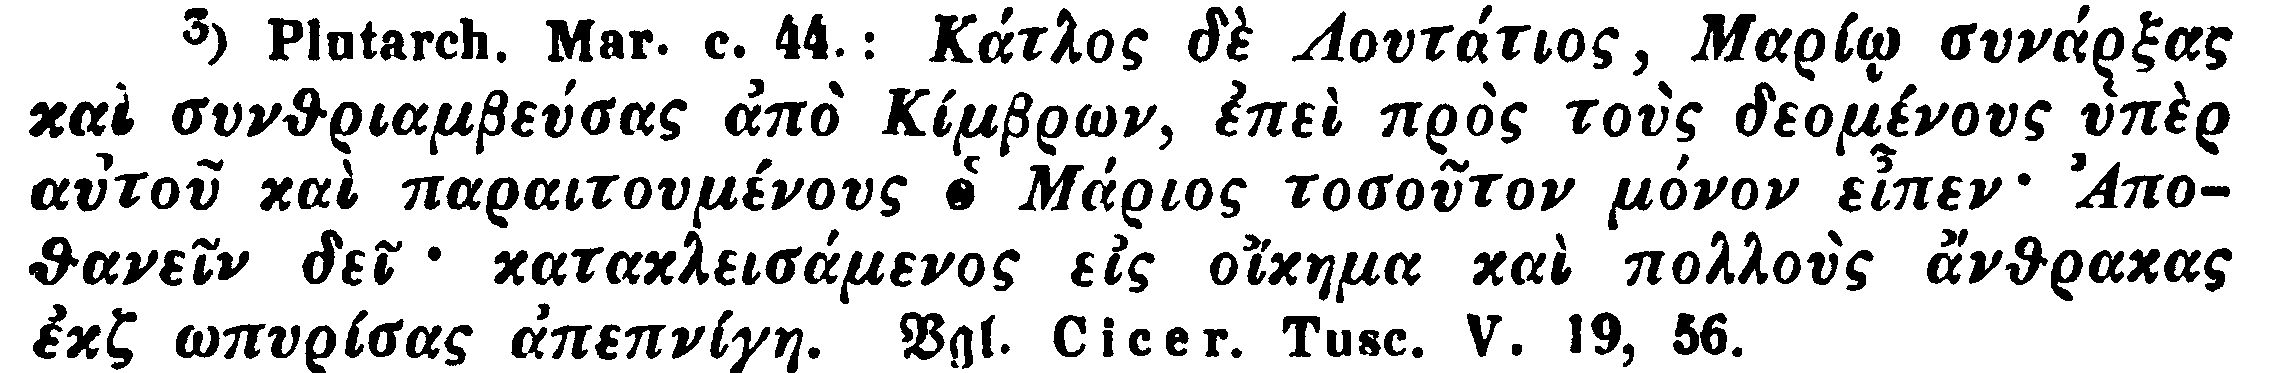 ³) Plutarch. Mar. c. 44.: Κάτλος δὲ Λουτάτιος, Μαρίῳ συνάρξας
καὶ συνθριαμβεύσας ἀπὸ Κίμβρων, ἐπεὶ πρὸς τοὺς δεομένους ὑπὲρ
αὐτοῦ καὶ παραιτουμένους ὁ Μάριος τοσοῦτον μόνον εἶπεν· Ἀπο-
θανεῖν δεῖ· κατακλεισάμενος εἰς οἴκημα καὶ πολλοὺς ἄνθρακας
ἐκζ ωπυρίσας ἀπεπνίγη. Vgl. Cicer. Tusc. V. 19, 56.